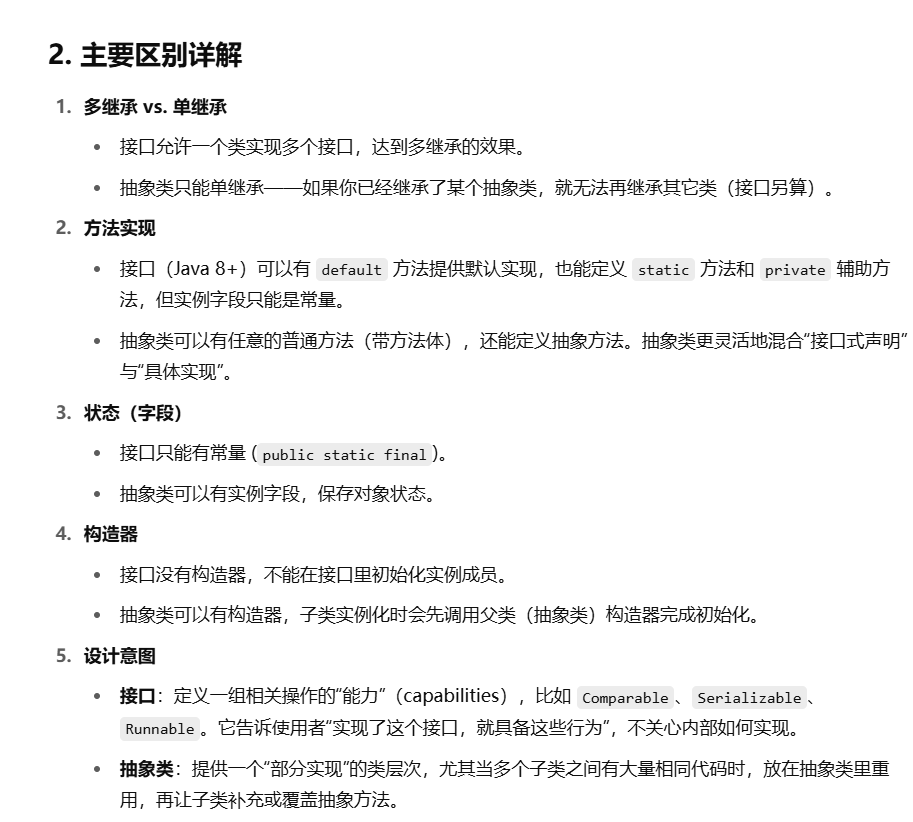 2. 主要区别详解
1. 多继承 vs. 单继承
• 接口允许一个类实现多个接口，达到多继承的效果。
• 抽象类只能单继承——如果你已经继承了某个抽象类，就无法再继承其它类（接口另算）。
2. 方法实现
• 接口（Java 8+）可以有 default 方法提供默认实现，也能定义 static 方法和 private 辅助方
法，但实例字段只能是常量。
• 抽象类可以有任意的普通方法（带方法体），还能定义抽象方法。抽象类更灵活地混合“接口式声明”
与“具体实现”。
3. 状态（字段）
• 接口只能有常量 (public static final)。
• 抽象类可以有实例字段，保存对象状态。
4. 构造器
• 接口没有构造器，不能在接口里初始化实例成员。
• 抽象类可以有构造器，子类实例化时会先调用父类（抽象类）构造器完成初始化。
5. 设计意图
• 接口：定义一组相关操作的“能力”（capabilities），比如 Comparable、Serializable、
Runnable。它告诉使用者“实现了这个接口，就具备这些行为”，不关心内部如何实现。
• 抽象类：提供一个“部分实现”的类层次，尤其当多个子类之间有大量相同代码时，放在抽象类里重
用，再让子类补充或覆盖抽象方法。